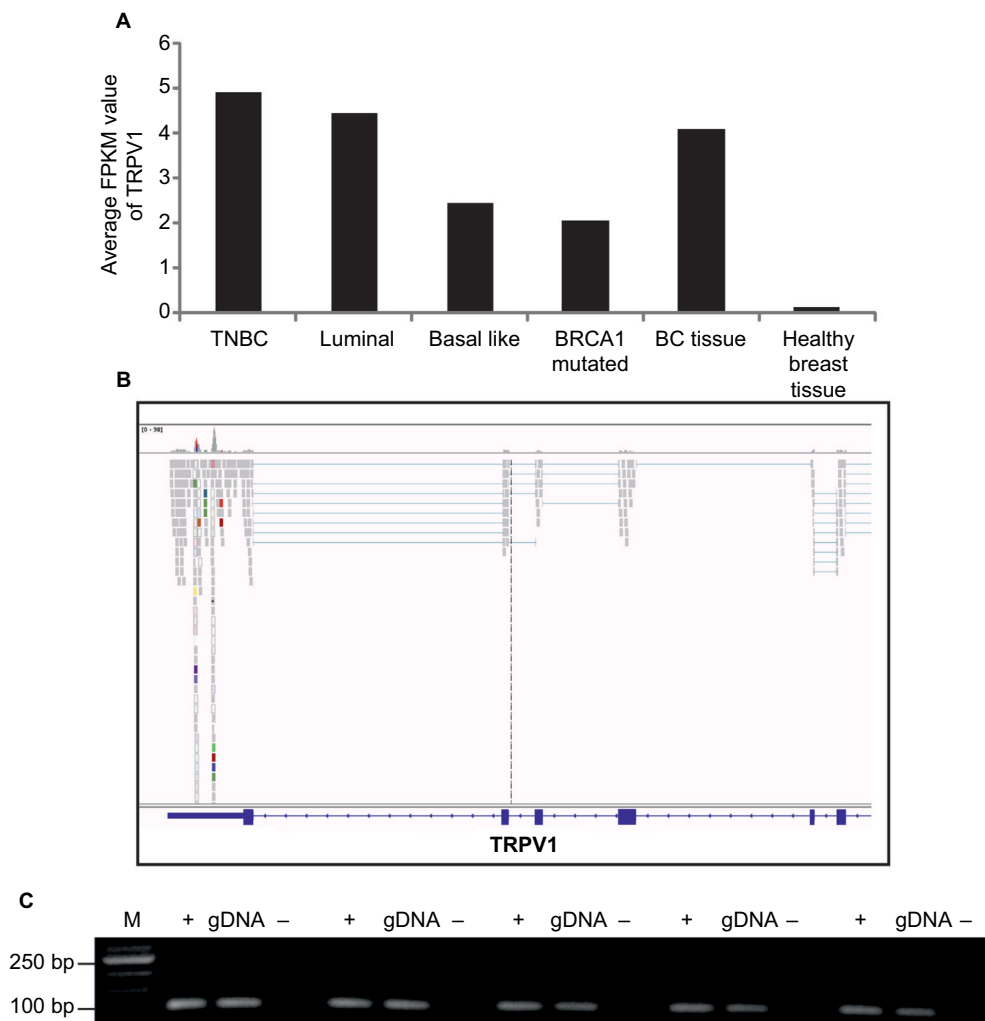 A
6
5
4
3
2
1
0
Average FPKM value
of TRPV1
TNBC
Luminal
Basal like
BRCA1
mutated
BC tissue
Healthy
breast
tissue
B
[0 - 98]
TRPV1
C
M + gDNA – + gDNA – + gDNA – + gDNA – + gDNA –
250 bp
100 bp